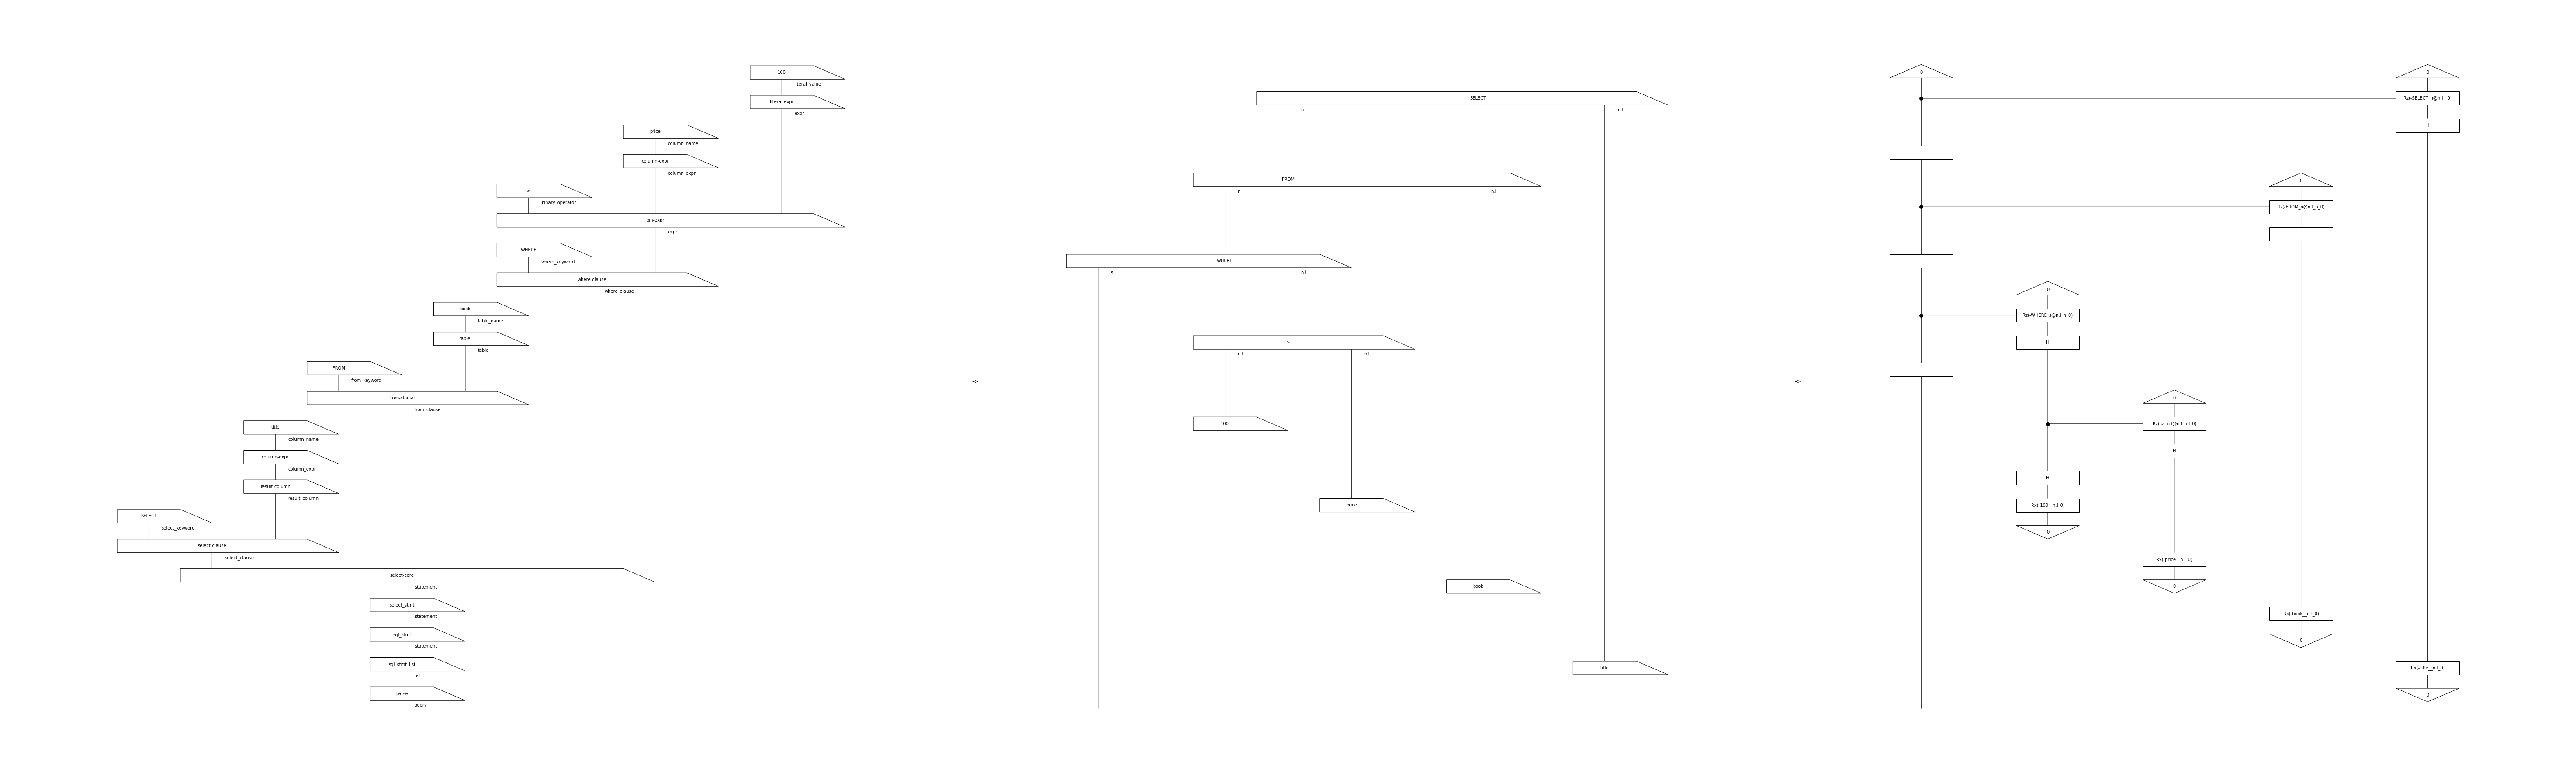 100
literal_value
literal-expr
expr
price
column_name
column-expr
column_expr
>
binary_operator
bin-expr
expr
WHERE
where_keyword
where-clause
where_clause
book
table_name
table
table
FROM
from_keyword
from-clause
from_clause
title
column_name
column-expr
column_expr
result-column
result_column
SELECT
select_keyword
select-clause
select_clause
select-core
statement
select_stmt
statement
sql_stmt
statement
sql_stmt_list
list
parse
query
->
SELECT
n n.l
FROM
n n.l
WHERE
s n.l
>
n.l n.l
100
price
book
title
->
0 0
Rz(-SELECT_n@n.l__0)
H
H
0
Rz(-FROM_n@n.l_n_0)
H
H
0
Rz(-WHERE_s@n.l_n_0)
H
H
0
Rz(->_n.l@n.l_n.l_0)
H
H
Rx(-100__n.l_0)
0
Rx(-price__n.l_0)
0
Rx(-book__n.l_0)
0
Rx(-title__n.l_0)
0